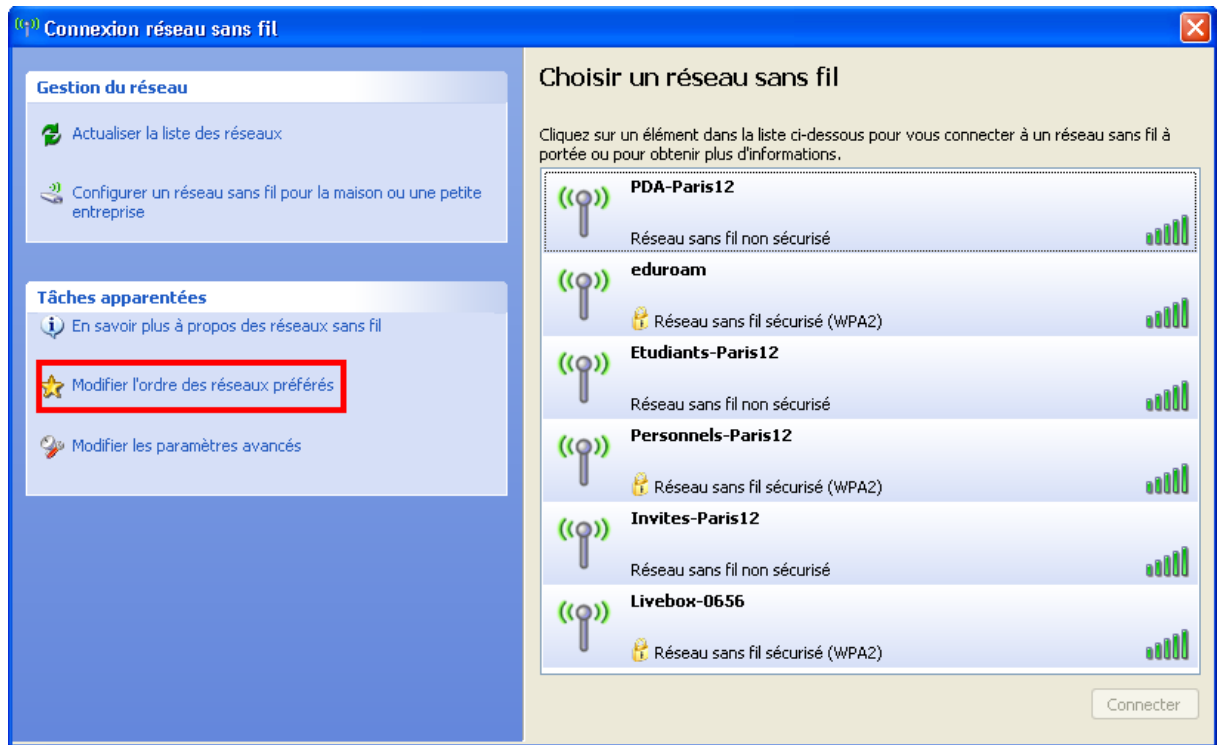 Connexion réseau sans fil
Gestion du réseau
Actualiser la liste des réseaux
Configurer un réseau sans fil pour la maison ou une petite
entreprise
Tâches apparentées
En savoir plus à propos des réseaux sans fil
Modifier l'ordre des réseaux préférés
Modifier les paramètres avancés
Choisir un réseau sans fil
Cliquez sur un élément dans la liste ci-dessous pour vous connecter à un réseau sans fil à
portée ou pour obtenir plus d'informations.
PDA-Paris12
Réseau sans fil non sécurisé
eduroam
Réseau sans fil sécurisé (WPA2)
Etudiants-Paris12
Réseau sans fil non sécurisé
Personnels-Paris12
Réseau sans fil sécurisé (WPA2)
Invites-Paris12
Réseau sans fil non sécurisé
Livebox-0656
Réseau sans fil sécurisé (WPA2)
Connecter